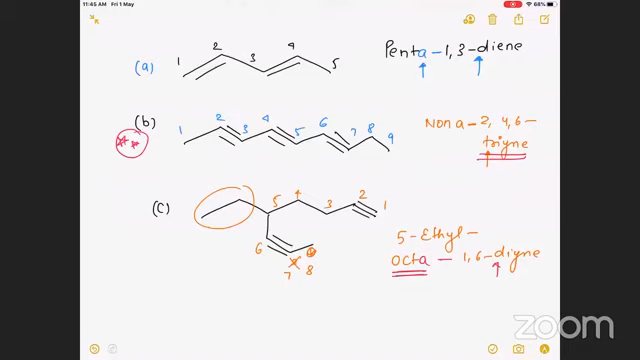 11:45 AM Fri 1 May
68%
(a)
1 2 3 4 5
Penta-1,3-diene
(b)
1 2 3 4 5 6 7 8 9
Nona-2, 4,6-
triyne
(C)
5 4 3 2 1
6 7 8
5-Ethyl-
Octa-1,6-diyne
zoom